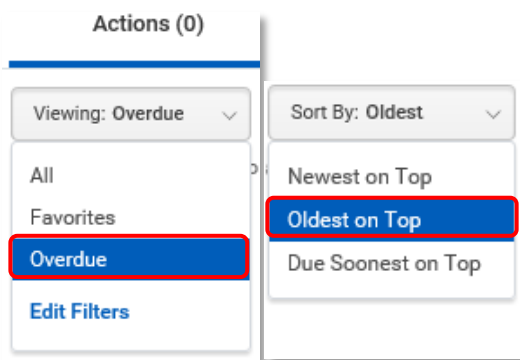 Actions (0)
Viewing: Overdue
All
Favorites
Overdue
Edit Filters
Sort By: Oldest
Newest on Top
Oldest on Top
Due Soonest on Top